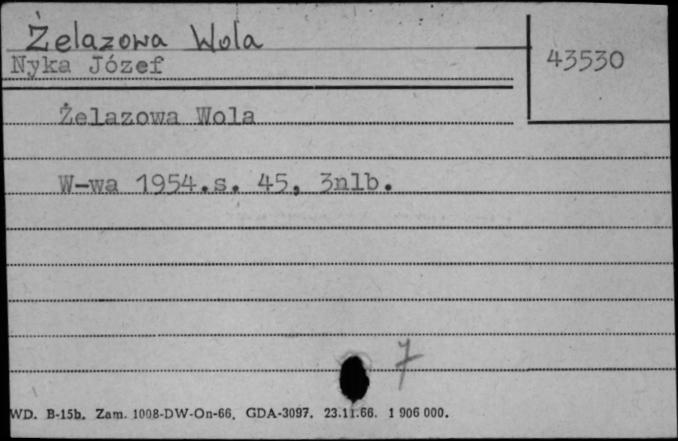 Żelazowa Wola
43530
Nyka Józef
Żelazowa Wola
W-wa 1954.s. 45, 3nlb.
7
WD. B-15b. Zam. 1008-DW-On-66. GDA-3097. 23.11.66. 1 906 000.